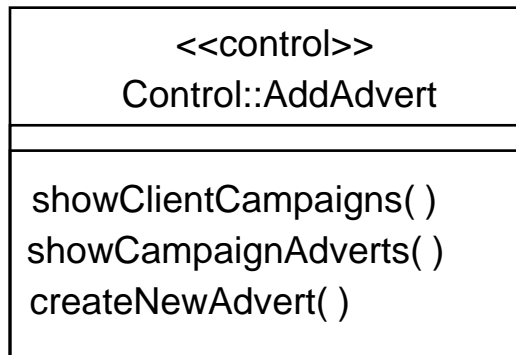 <<control>>
Control::AddAdvert
showClientCampaigns( )
showCampaignAdverts( )
createNewAdvert( )